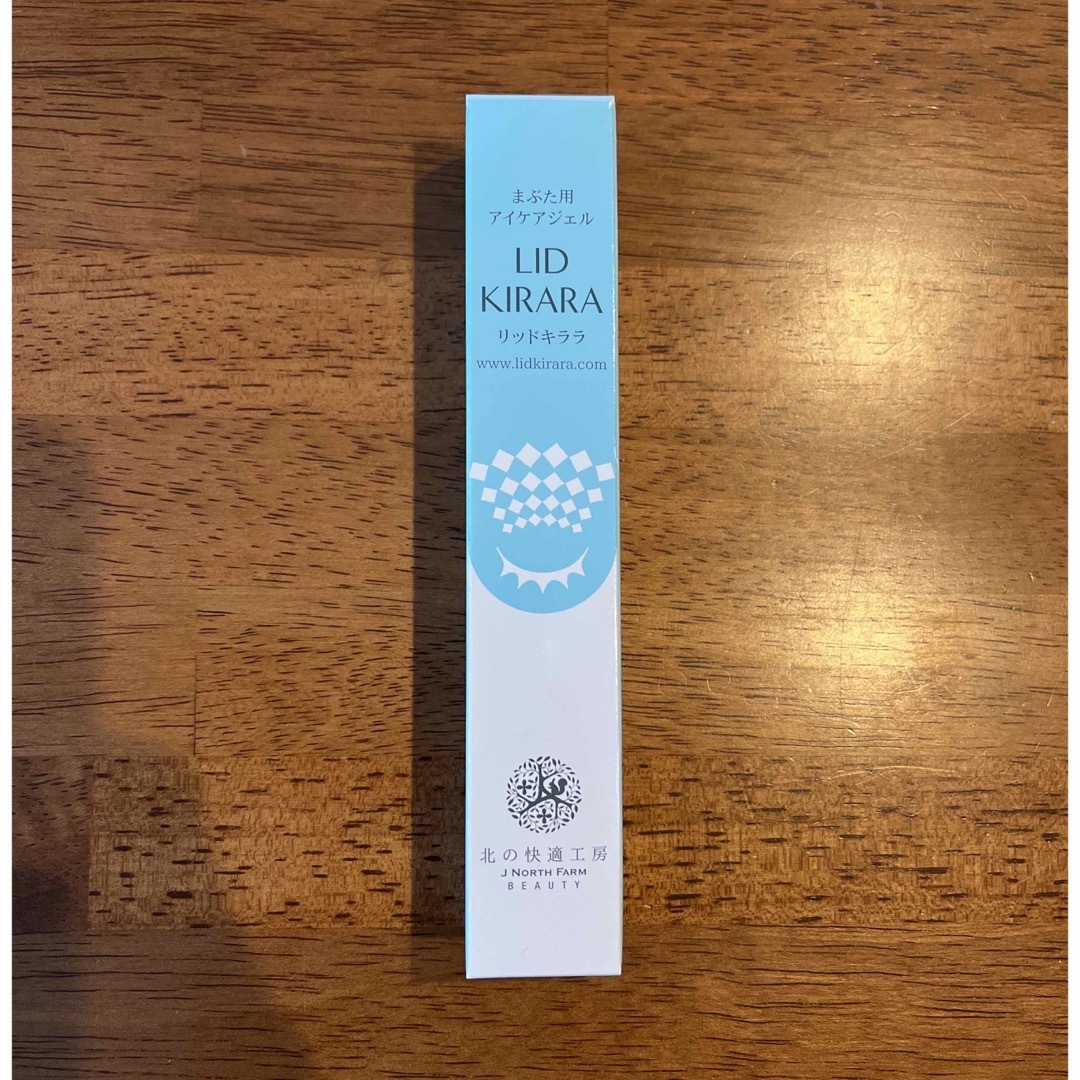 まぶた用
アイケアジェル
LID
KIRARA
リッドキララ
www.lidkirara.com
北の快適工房
J NORTH FARM
BEAUTY